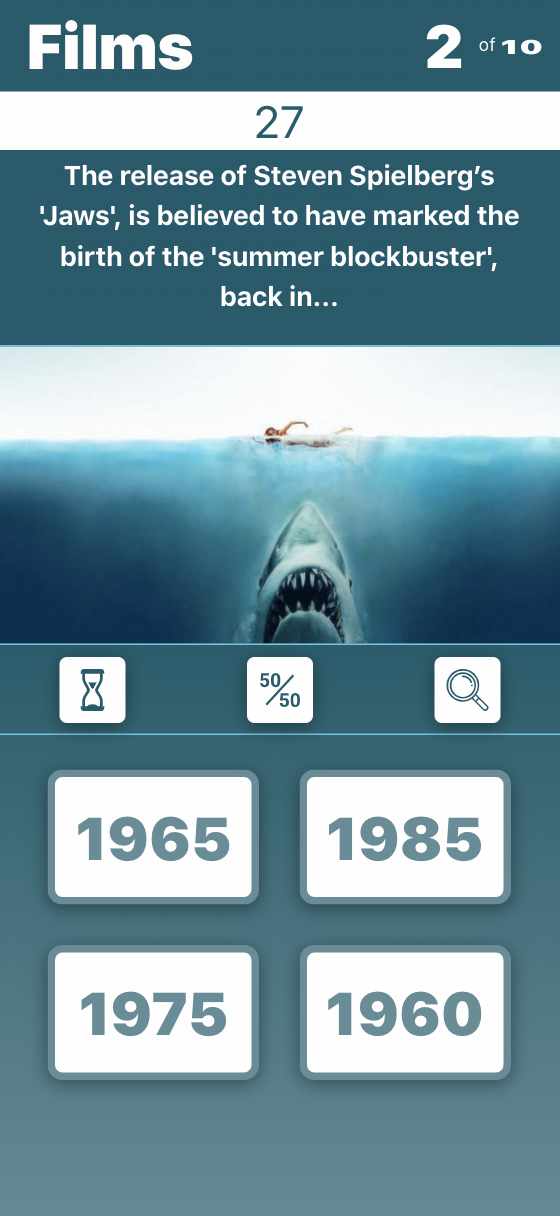 Films
2 of 10
27
The release of Steven Spielberg’s
'Jaws', is believed to have marked the
birth of the 'summer blockbuster',
back in...
50/50
1965 1985
1975 1960